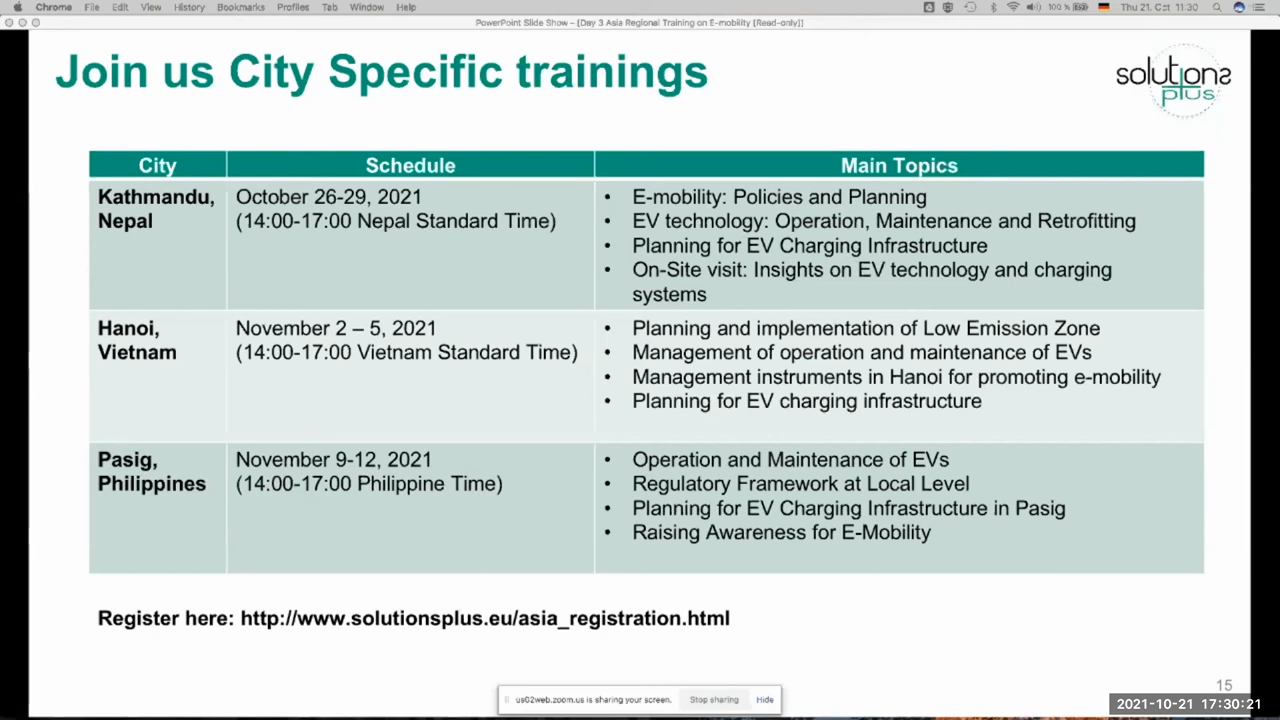 Chrome File Edit View History Bookmarks Profiles Tab Window Help 100 % Thu 21. Oct 11:30
PowerPoint Slide Show – [Day 3 Asia Regional Training on E-mobility [Read-only]]
Join us City Specific trainings
solutions
plus
City Schedule Main Topics
Kathmandu, Nepal
October 26-29, 2021
(14:00-17:00 Nepal Standard Time)
• E-mobility: Policies and Planning
• EV technology: Operation, Maintenance and Retrofitting
• Planning for EV Charging Infrastructure
• On-Site visit: Insights on EV technology and charging
systems
Hanoi,
Vietnam
November 2 – 5, 2021
(14:00-17:00 Vietnam Standard Time)
• Planning and implementation of Low Emission Zone
• Management of operation and maintenance of EVs
• Management instruments in Hanoi for promoting e-mobility
• Planning for EV charging infrastructure
Pasig,
Philippines
November 9-12, 2021
(14:00-17:00 Philippine Time)
• Operation and Maintenance of EVs
• Regulatory Framework at Local Level
• Planning for EV Charging Infrastructure in Pasig
• Raising Awareness for E-Mobility
Register here: http://www.solutionsplus.eu/asia_registration.html
us02web.zoom.us is sharing your screen. Stop sharing Hide
15
2021-10-21 17:30:21